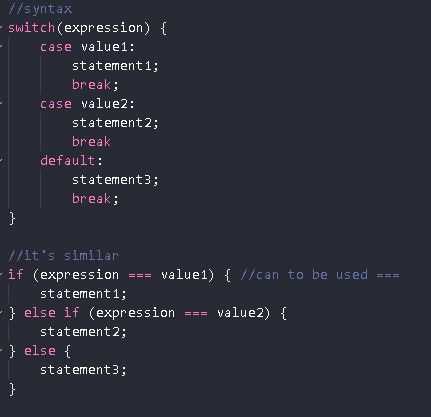 //syntax
switch(expression) {
    case value1:
        statement1;
        break;
    case value2:
        statement2;
        break
    default:
        statement3;
        break;
}

//it's similar
if (expression === value1) { //can to be used ===
    statement1;
} else if (expression === value2) {
    statement2;
} else {
    statement3;
}